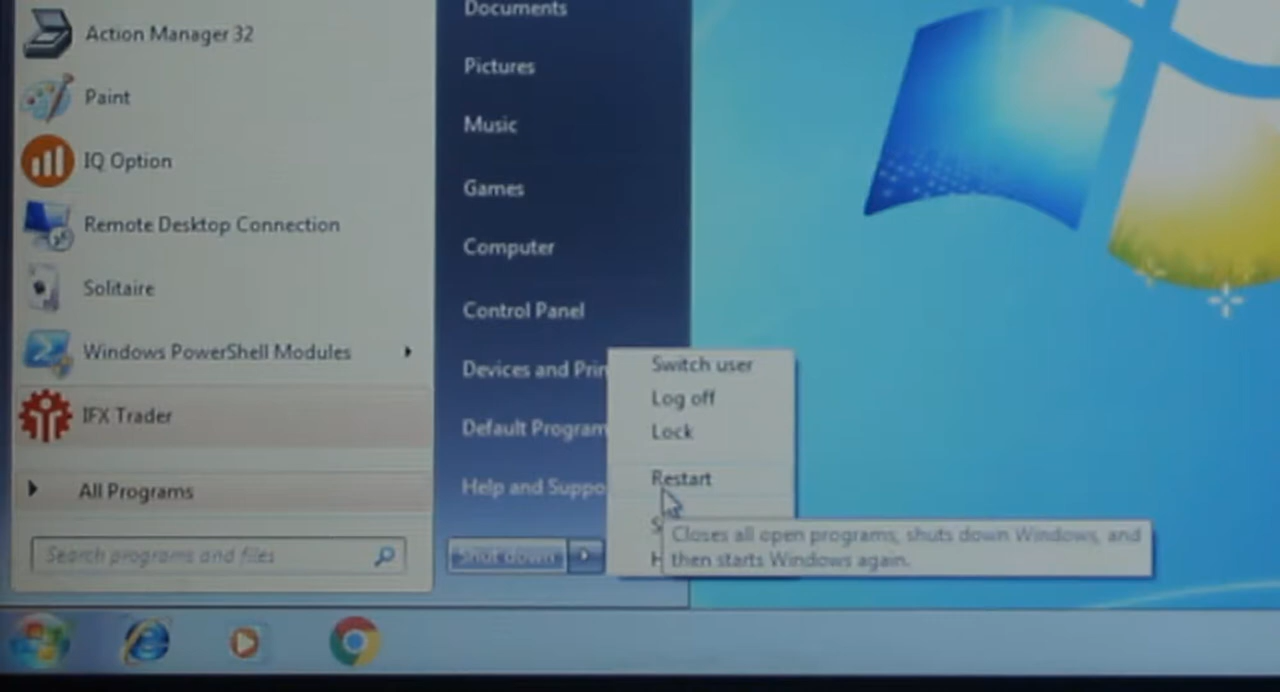 Action Manager 32
Paint
IQ Option
Remote Desktop Connection
Solitaire
Windows PowerShell Modules
IFX Trader
All Programs
Search programs and files
Documents
Pictures
Music
Games
Computer
Control Panel
Devices and Prin
Default Program
Help and Suppo
Shut down
Switch user
Log off
Lock
Restart
S
H
Closes all open programs, shuts down Windows, and
then starts Windows again.